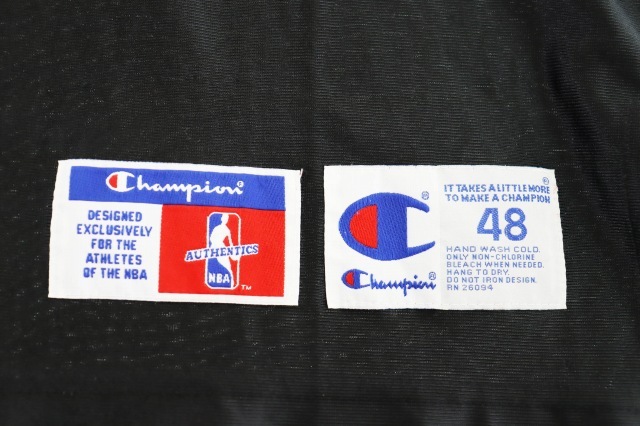 Champion®
DESIGNED
EXCLUSIVELY
FOR THE
ATHLETES
OF THE NBA
AUTHENTICS
NBA
™
®
Champion®
IT TAKES A LITTLE MORE®
TO MAKE A CHAMPION
48
HAND WASH COLD.
ONLY NON-CHLORINE
BLEACH WHEN NEEDED.
HANG TO DRY.
DO NOT IRON DESIGN.
RN 26094